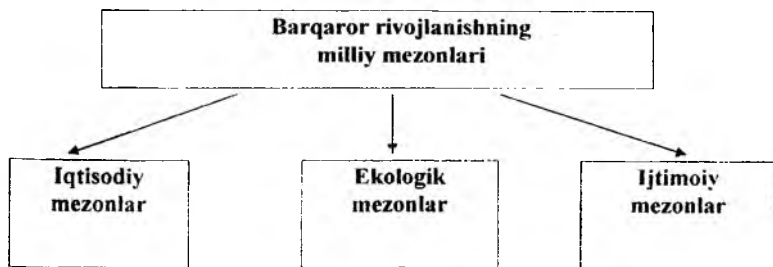 Barqaror rivojlanishning
milliy mezonlari
Iqtisodiy
mezonlar
Ekologik
mezonlar
Ijtimoiy
mezonlar